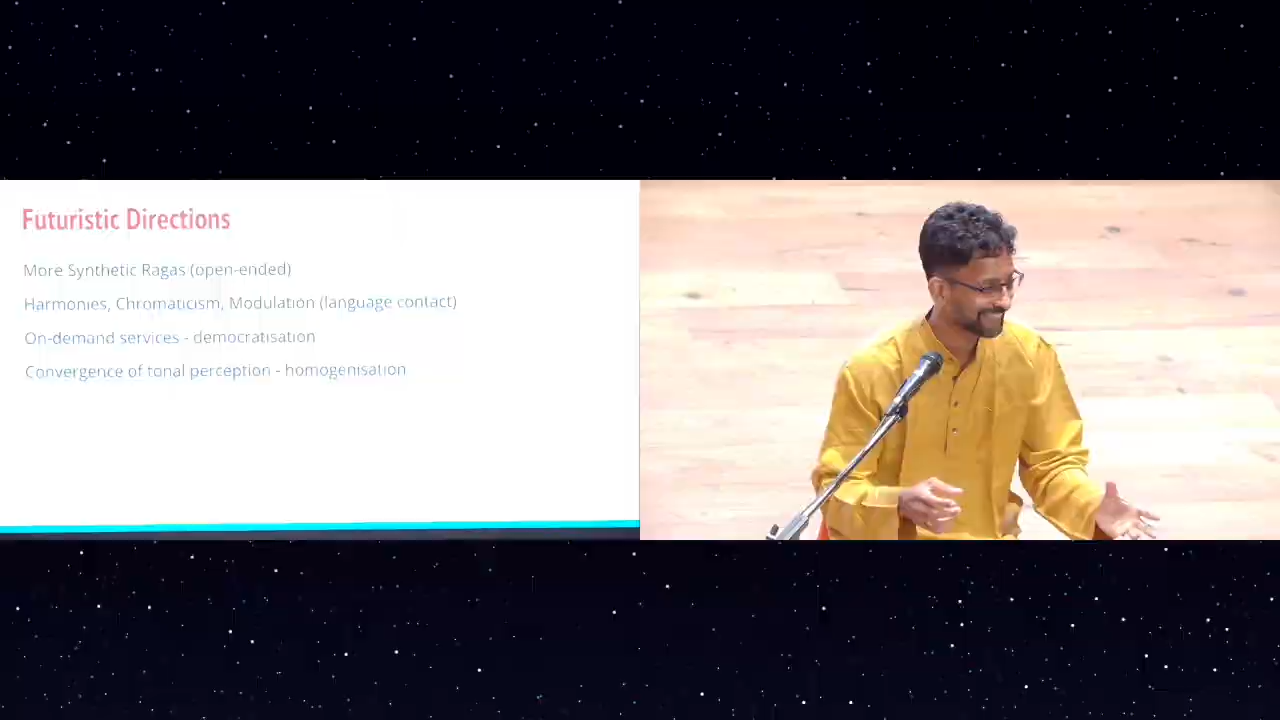 Futuristic Directions
More Synthetic Ragas (open-ended)
Harmonies, Chromaticism, Modulation (language contact)
On-demand services - democratisation
Convergence of tonal perception - homogenisation